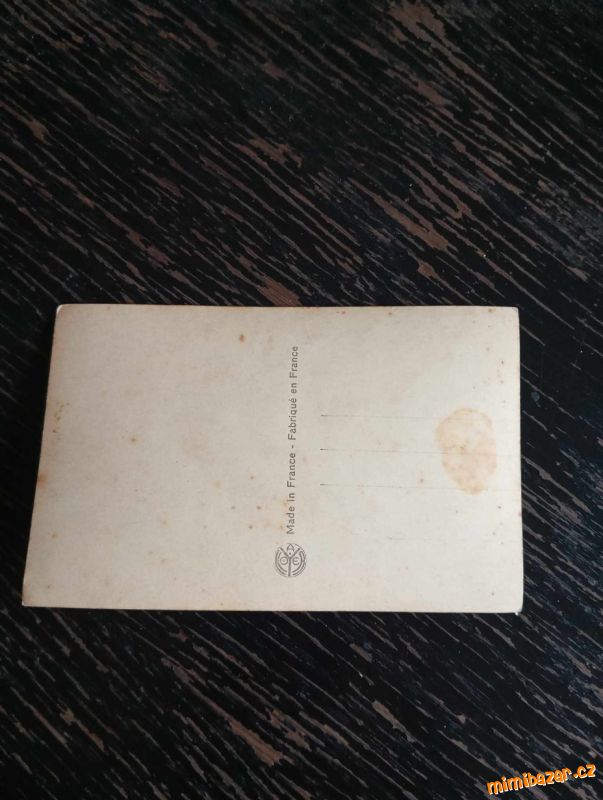 Made in France - Fabriqué en France
mimibazar.cz